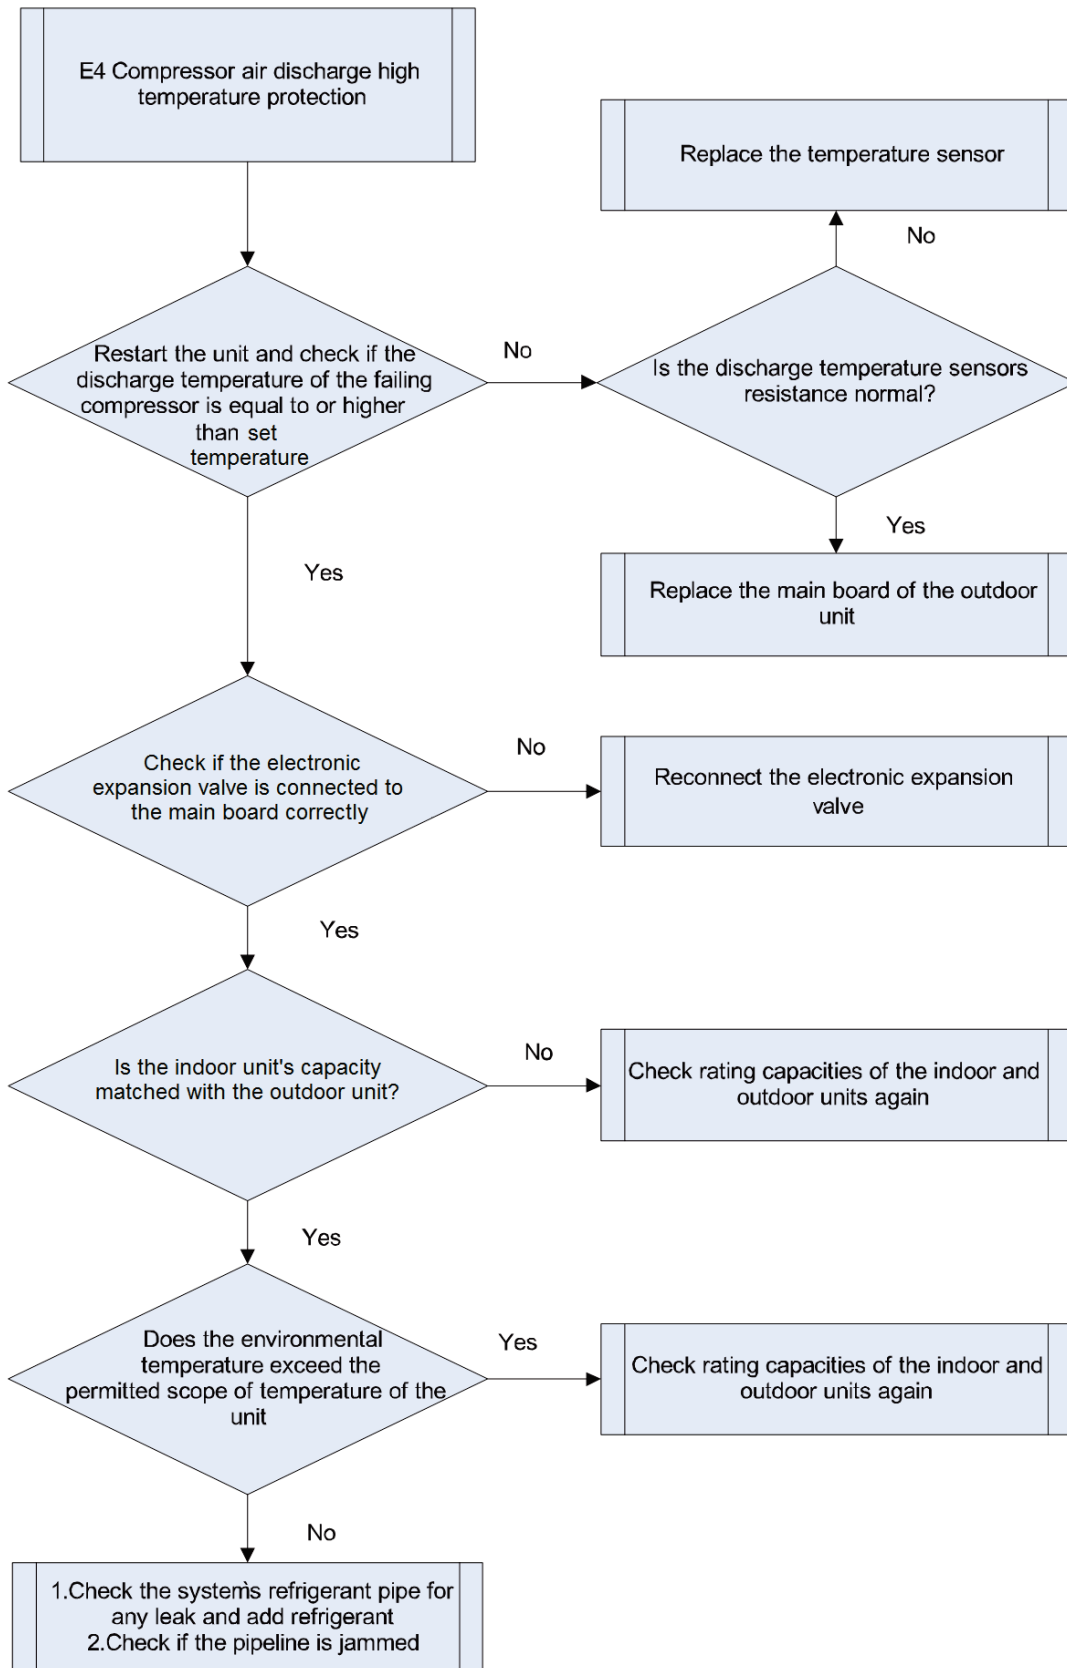 E4 Compressor air discharge high
temperature protection
Replace the temperature sensor
No
Restart the unit and check if the
discharge temperature of the failing
compressor is equal to or higher
than set
temperature
No
Is the discharge temperature sensors
resistance normal?
Yes
Yes
Replace the main board of the outdoor
unit
Check if the electronic
expansion valve is connected to
the main board correctly
No
Reconnect the electronic expansion
valve
Yes
Is the indoor unit's capacity
matched with the outdoor unit?
No
Check rating capacities of the indoor and
outdoor units again
Yes
Does the environmental
temperature exceed the
permitted scope of temperature of the
unit
Yes
Check rating capacities of the indoor and
outdoor units again
No
1.Check the system`s refrigerant pipe for
any leak and add refrigerant
2.Check if the pipeline is jammed